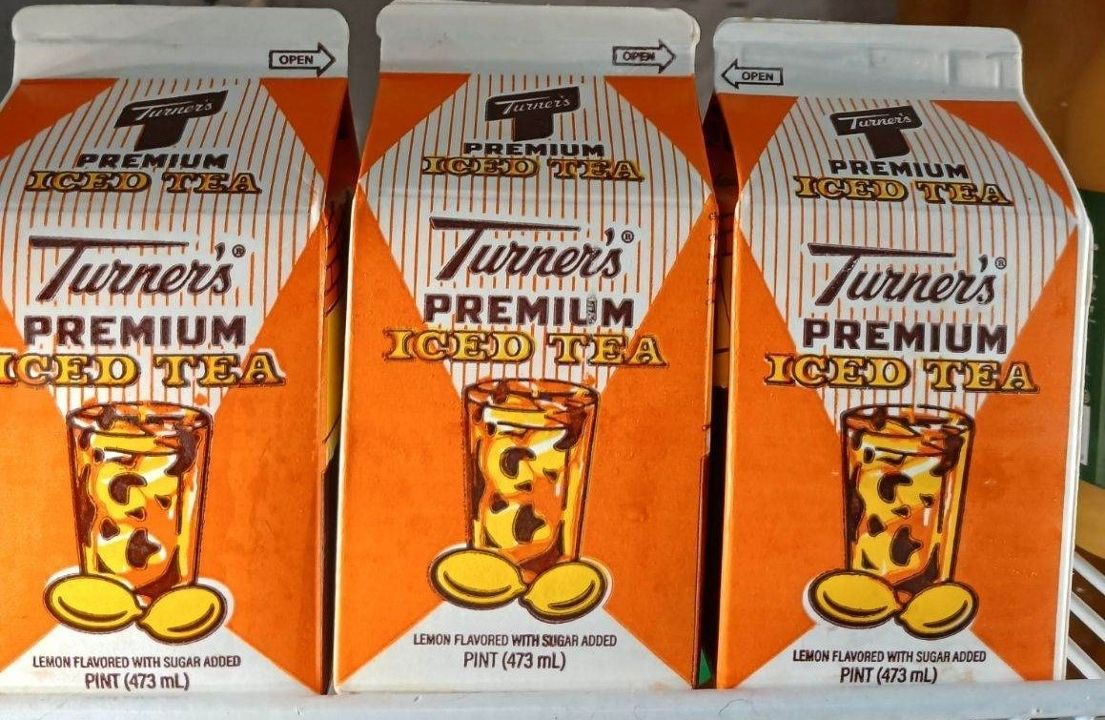 OPEN
Turner's
PREMIUM
ICED TEA
Turner's®
PREMIUM
ICED TEA
LEMON FLAVORED WITH SUGAR ADDED
PINT (473 mL)
OPEN
Turner's
PREMIUM
ICED TEA
Turner's®
PREMIUM
ICED TEA
LEMON FLAVORED WITH SUGAR ADDED
PINT (473 mL)
OPEN
Turner's
PREMIUM
ICED TEA
Turner's®
PREMIUM
ICED TEA
LEMON FLAVORED WITH SUGAR ADDED
PINT (473 mL)